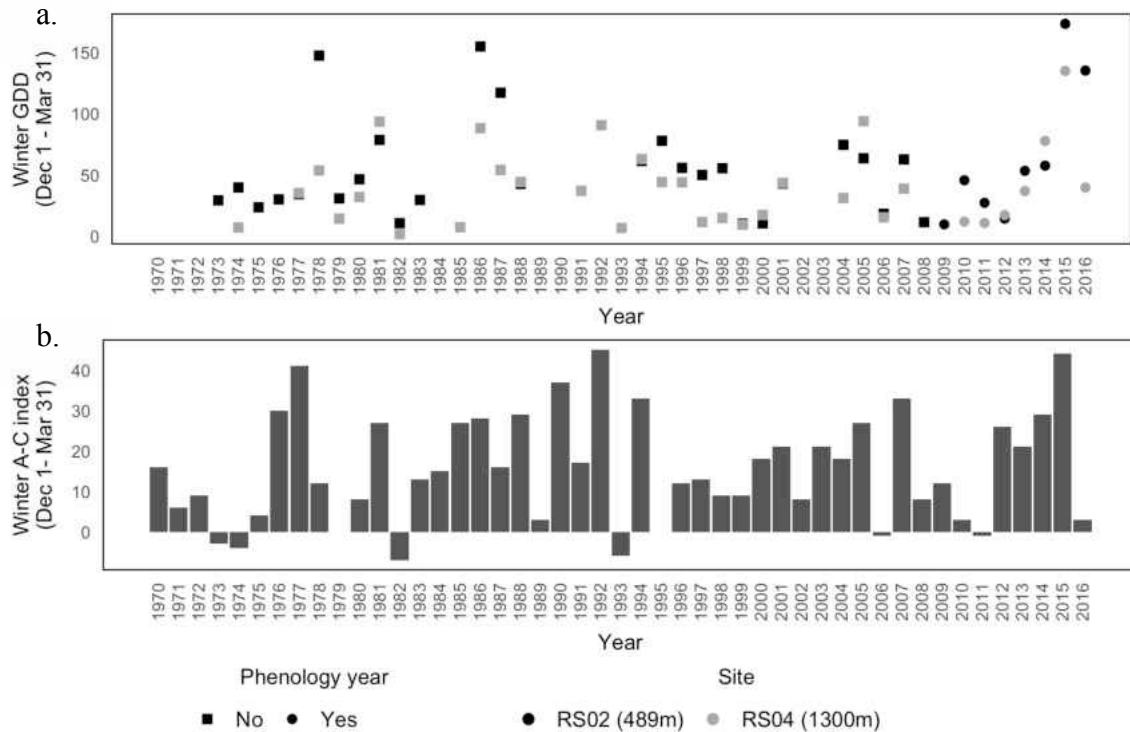 a.
Winter GDD
(Dec 1 - Mar 31)
150
100
50
0
1970 1971 1972 1973 1974 1975 1976 1977 1978 1979 1980 1981 1982 1983 1984 1985 1986 1987 1988 1989 1990 1991 1992 1993 1994 1995 1996 1997 1998 1999 2000 2001 2002 2003 2004 2005 2006 2007 2008 2009 2010 2011 2012 2013 2014 2015 2016
Year
b.
Winter A-C index
(Dec 1- Mar 31)
40
30
20
10
0
1970 1971 1972 1973 1974 1975 1976 1977 1978 1979 1980 1981 1982 1983 1984 1985 1986 1987 1988 1989 1990 1991 1992 1993 1994 1995 1996 1997 1998 1999 2000 2001 2002 2003 2004 2005 2006 2007 2008 2009 2010 2011 2012 2013 2014 2015 2016
Year
Phenology year Site
No Yes RS02 (489m) RS04 (1300m)